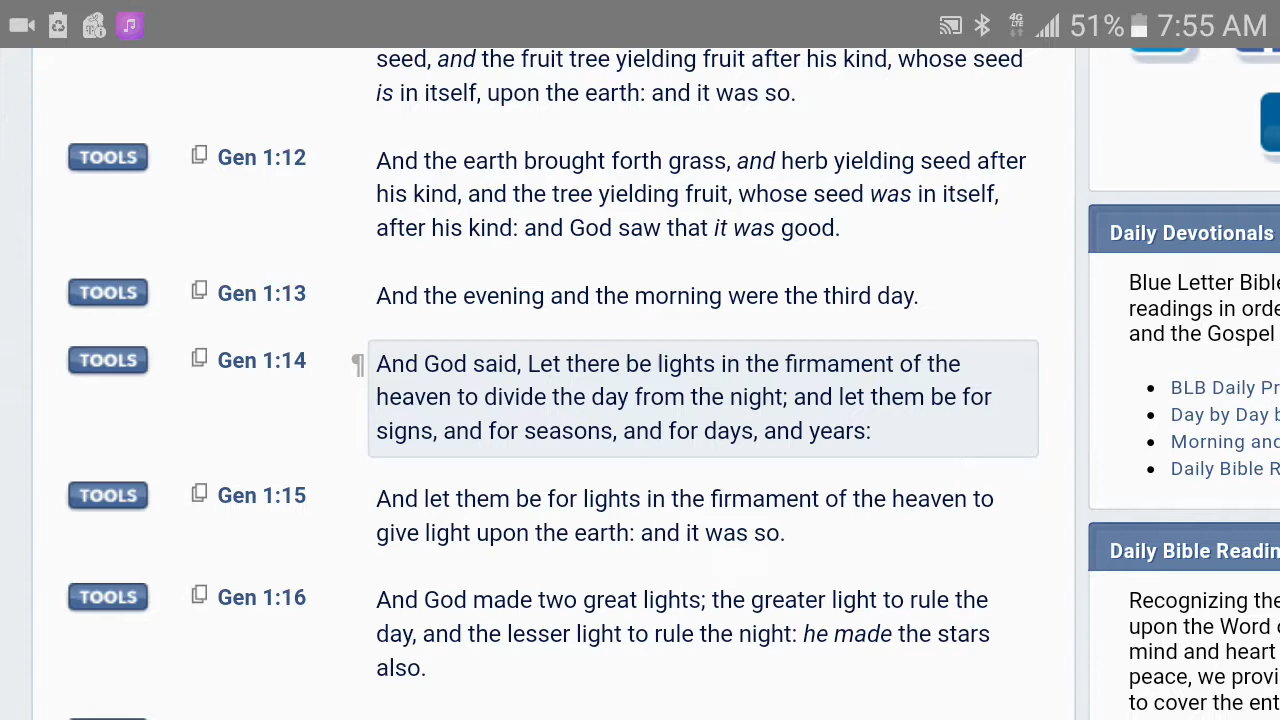 51% 7:55 AM
seed, and the fruit tree yielding fruit after his kind, whose seed
is in itself, upon the earth: and it was so.
TOOLS Gen 1:12 And the earth brought forth grass, and herb yielding seed after
his kind, and the tree yielding fruit, whose seed was in itself,
after his kind: and God saw that it was good.
TOOLS Gen 1:13 And the evening and the morning were the third day.
TOOLS Gen 1:14 ¶ And God said, Let there be lights in the firmament of the
heaven to divide the day from the night; and let them be for
signs, and for seasons, and for days, and years:
TOOLS Gen 1:15 And let them be for lights in the firmament of the heaven to
give light upon the earth: and it was so.
TOOLS Gen 1:16 And God made two great lights; the greater light to rule the
day, and the lesser light to rule the night: he made the stars
also.
Daily Devotionals
Blue Letter Bible
readings in orde
and the Gospel
• BLB Daily Pr
• Day by Day b
• Morning and
• Daily Bible R
Daily Bible Readin
Recognizing the
upon the Word o
mind and heart
peace, we provi
to cover the ent